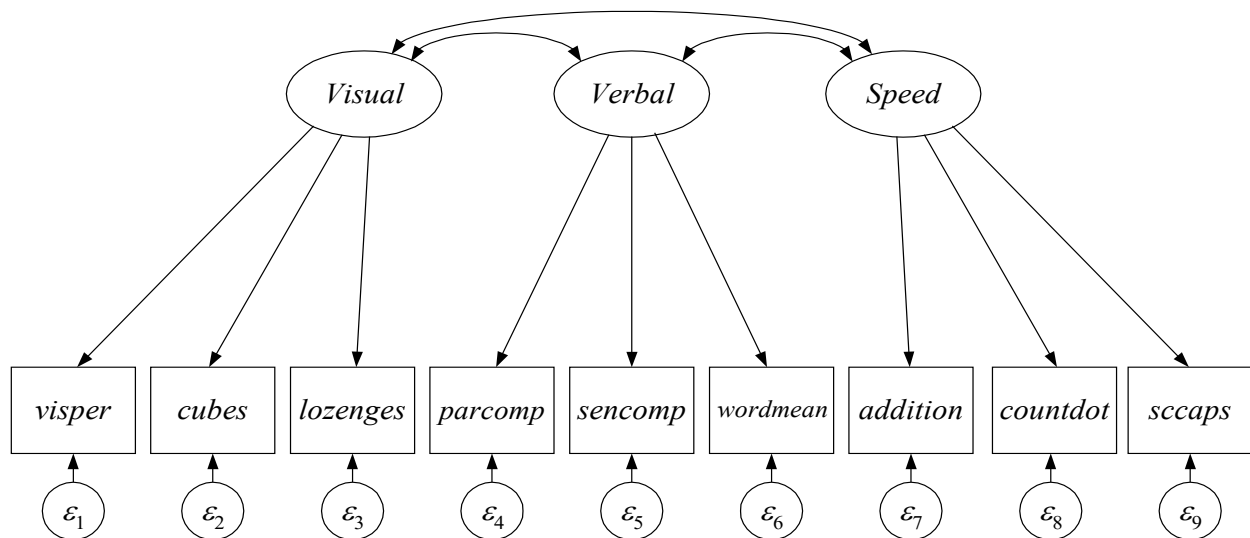 Visual Verbal Speed
visper cubes lozenges parcomp sencomp wordmean addition countdot sccaps
ε1 ε2 ε3 ε4 ε5 ε6 ε7 ε8 ε9